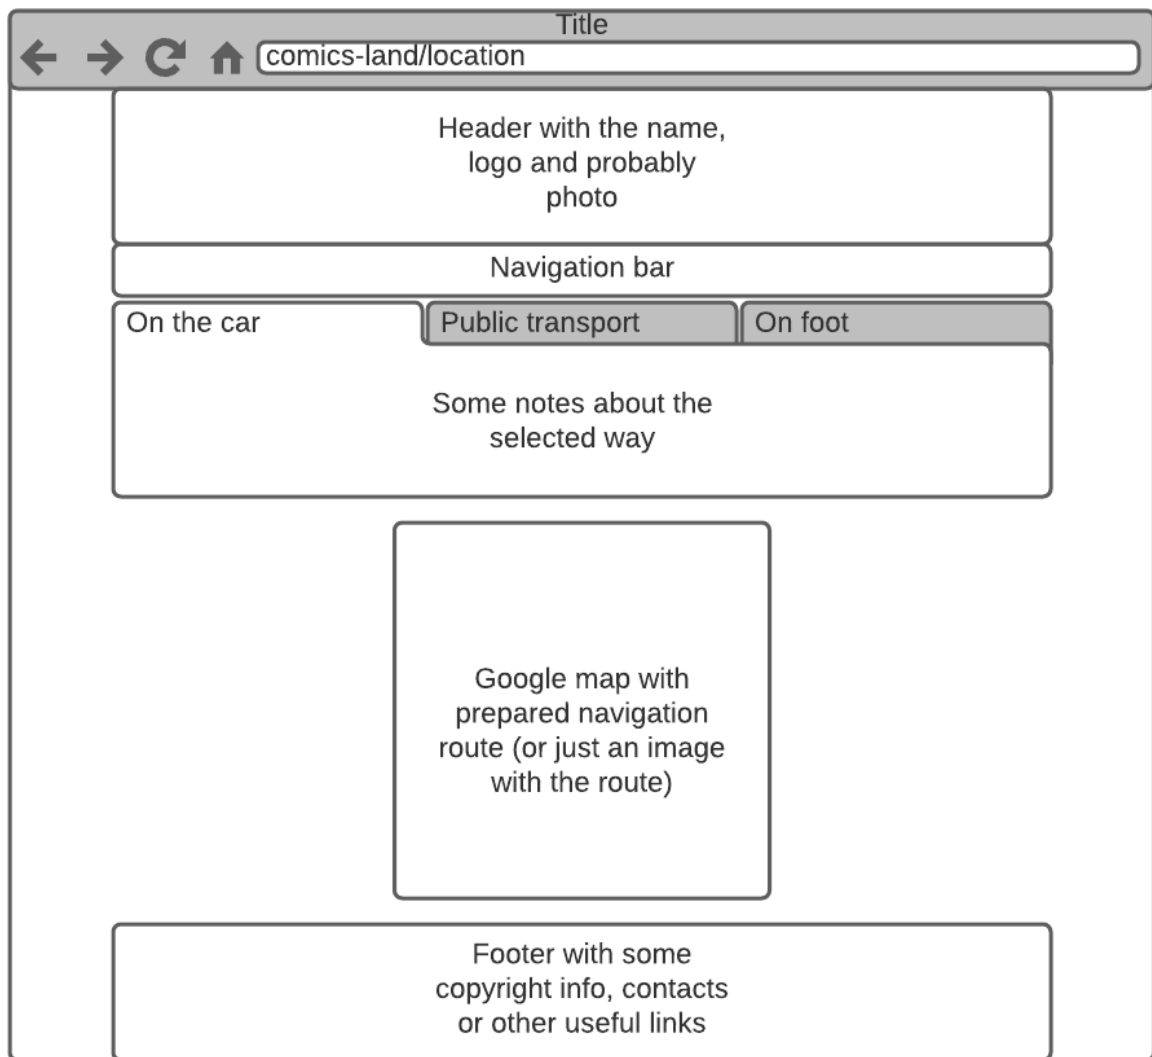 Title
comics-land/location
Header with the name,
logo and probably
photo
Navigation bar
On the car
Public transport
On foot
Some notes about the
selected way
Google map with
prepared navigation
route (or just an image
with the route)
Footer with some
copyright info, contacts
or other useful links